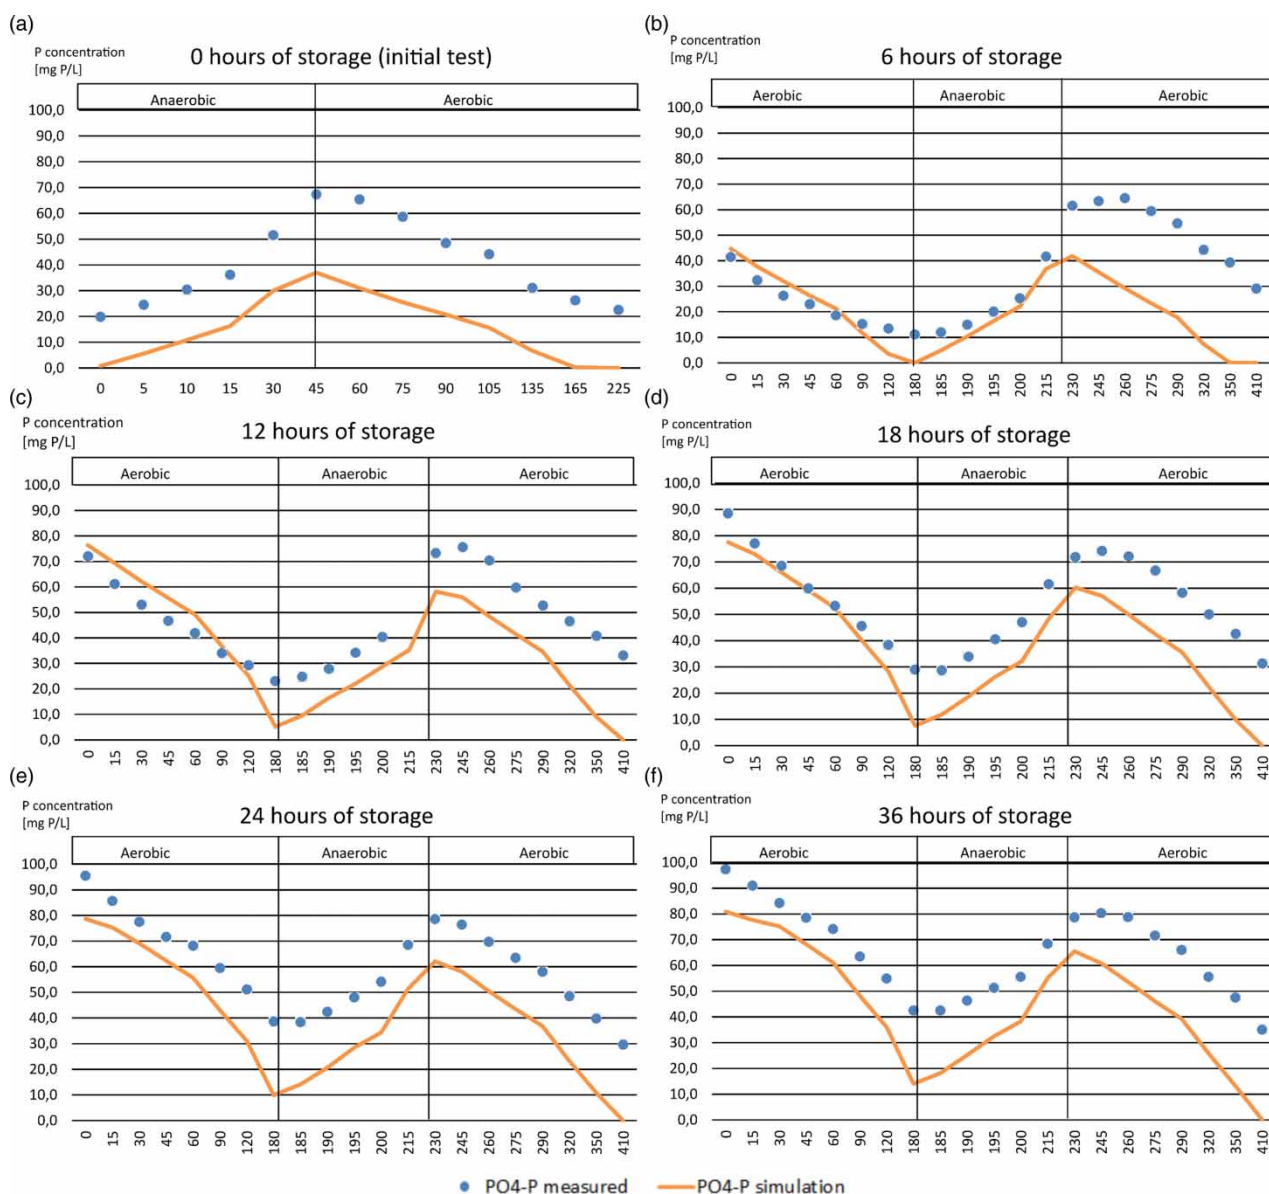 (a)
P concentration
[mg P/L]
0 hours of storage (initial test)
Anaerobic Aerobic
100,0
90,0
80,0
70,0
60,0
50,0
40,0
30,0
20,0
10,0
0,0
0 5 10 15 30 45 60 75 90 105 135 165 225
(b)
P concentration
[mg P/L]
6 hours of storage
Aerobic Anaerobic Aerobic
100,0
90,0
80,0
70,0
60,0
50,0
40,0
30,0
20,0
10,0
0,0
0 15 30 45 60 90 120 180 185 190 195 200 215 230 245 260 275 290 320 350 410
(c)
P concentration
[mg P/L]
12 hours of storage
Aerobic Anaerobic Aerobic
100,0
90,0
80,0
70,0
60,0
50,0
40,0
30,0
20,0
10,0
0,0
0 15 30 45 60 90 120 180 185 190 195 200 215 230 245 260 275 290 320 350 410
(d)
P concentration
[mg P/L]
18 hours of storage
Aerobic Anaerobic Aerobic
100,0
90,0
80,0
70,0
60,0
50,0
40,0
30,0
20,0
10,0
0,0
0 15 30 45 60 90 120 180 185 190 195 200 215 230 245 260 275 290 320 350 410
(e)
P concentration
[mg P/L]
24 hours of storage
Aerobic Anaerobic Aerobic
100,0
90,0
80,0
70,0
60,0
50,0
40,0
30,0
20,0
10,0
0,0
0 15 30 45 60 90 120 180 185 190 195 200 215 230 245 260 275 290 320 350 410
(f)
P concentration
[mg P/L]
36 hours of storage
Aerobic Anaerobic Aerobic
100,0
90,0
80,0
70,0
60,0
50,0
40,0
30,0
20,0
10,0
0,0
0 15 30 45 60 90 120 180 185 190 195 200 215 230 245 260 275 290 320 350 410
PO4-P measured PO4-P simulation